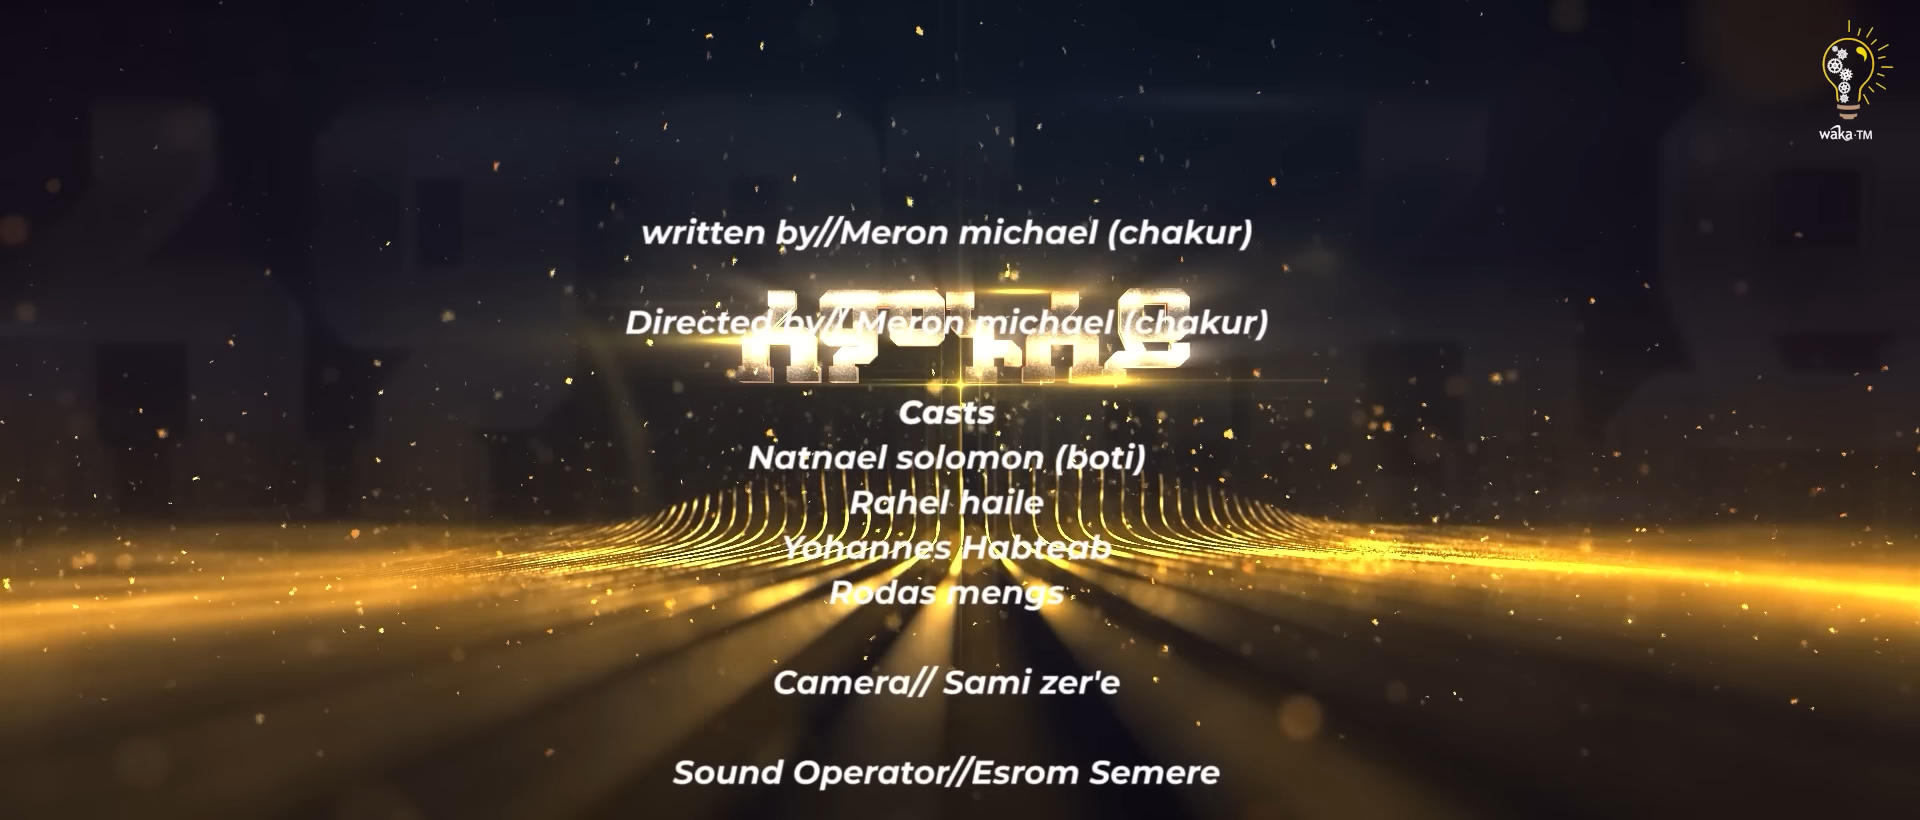 waka·TM
written by//Meron michael (chakur)
Directed by// Meron michael (chakur)
Casts
Natnael solomon (boti)
Rahel haile
Yohannes Habteab
Rodas mengs
Camera// Sami zer'e
Sound Operator//Esrom Semere